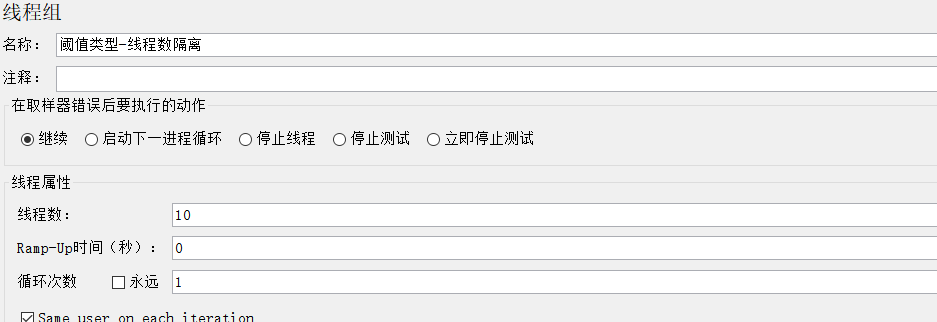 线程组
名称： 阈值类型-线程数隔离
注释：
在取样器错误后要执行的动作
继续 启动下一进程循环 停止线程 停止测试 立即停止测试
线程属性
线程数： 10
Ramp-Up时间（秒）： 0
循环次数 永远 1
Same user on each iteration